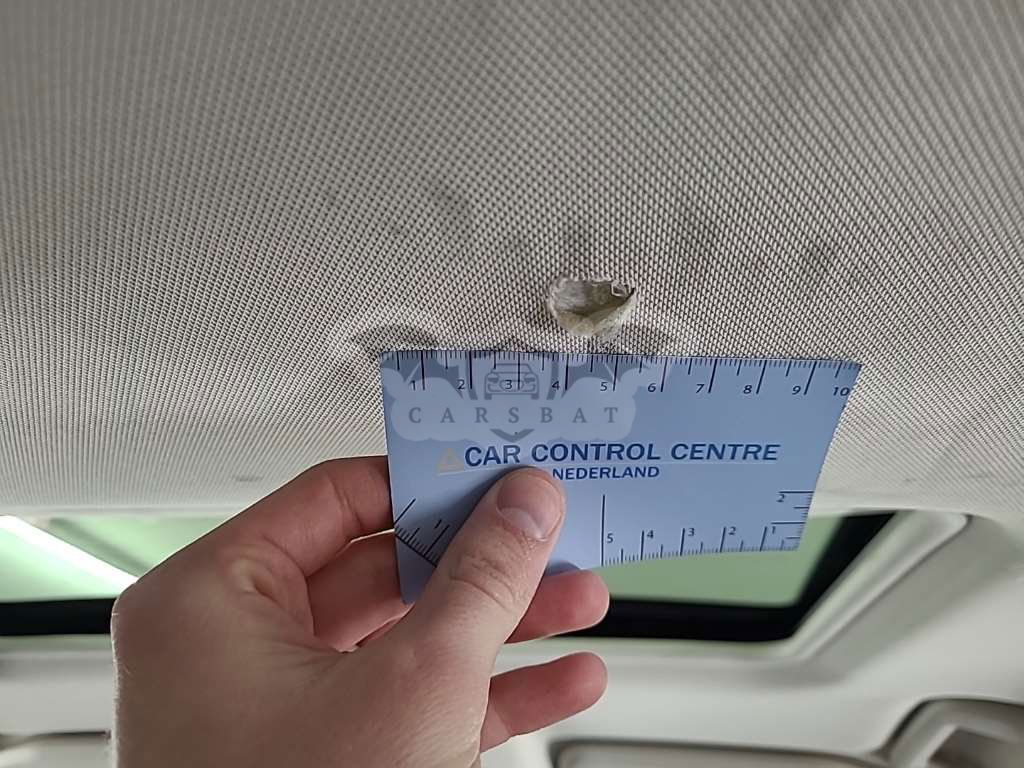 1 2 3 4 5 6 7 8 9 10
CARSBAT
CAR CONTROL CENTRE
NEDERLAND
2
1
5 4 3 2 1